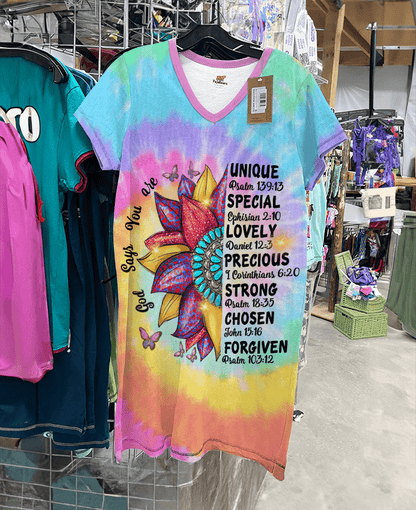 God Says You are
UNIQUE
Psalm 139:13
SPECIAL
Ephisian 2:10
LOVELY
Daniel 12:3
PRECIOUS
1 Corinthians 6:20
STRONG
Psalm 18:35
CHOSEN
John 15:16
FORGIVEN
Psalm 103:12